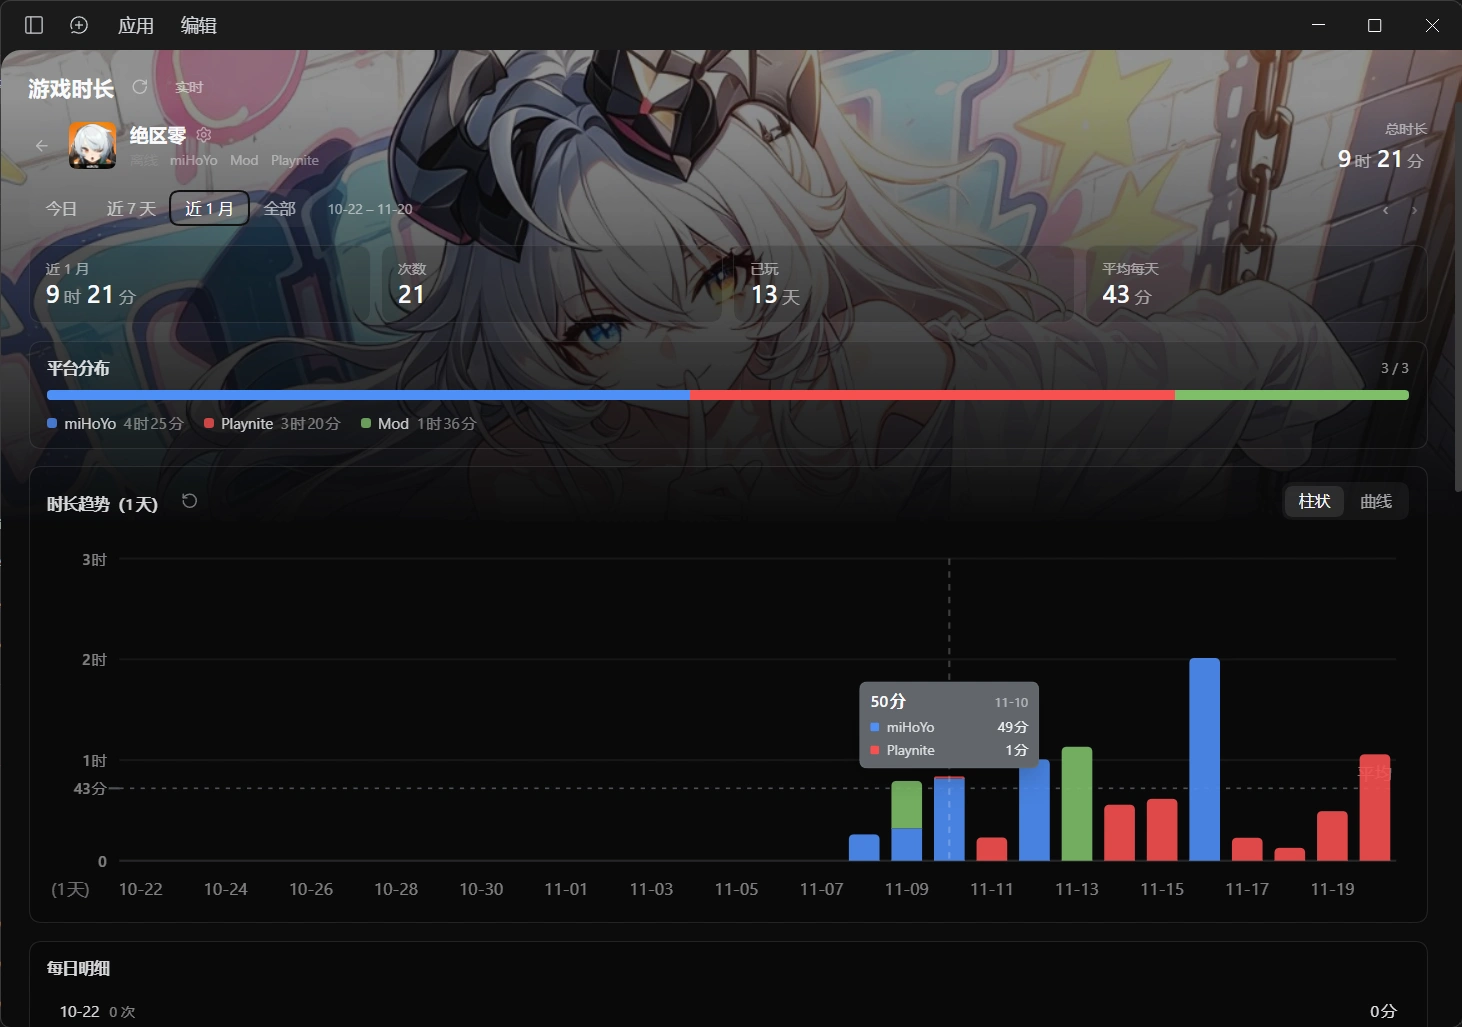 应用 编辑
游戏时长 实时
绝区零
离线 miHoYo Mod Playnite
总时长
9 时 21 分
今日 近 7 天 近 1 月 全部 10-22 – 11-20
近 1 月 次数 已玩 平均每天
9 时 21 分 21 13 天 43 分
平台分布 3 / 3
miHoYo 4时25分 Playnite 3时20分 Mod 1时36分
时长趋势 (1天) 柱状 曲线
3时
2时
50分 11-10
miHoYo 49分
Playnite 1分
1时
平均
43分
0
(1天) 10-22 10-24 10-26 10-28 10-30 11-01 11-03 11-05 11-07 11-09 11-11 11-13 11-15 11-17 11-19
每日明细
10-22 0 次 0分